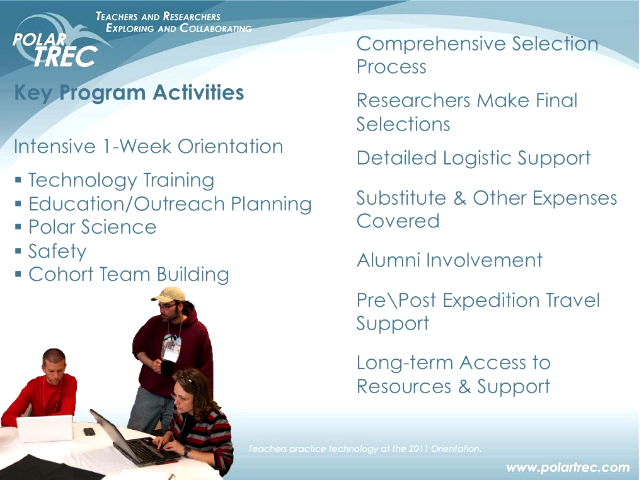 TEACHERS AND RESEARCHERS
EXPLORING AND COLLABORATING
POLAR
TREC
Key Program Activities
Intensive 1-Week Orientation
▪ Technology Training
▪ Education/Outreach Planning
▪ Polar Science
▪ Safety
▪ Cohort Team Building
Comprehensive Selection
Process
Researchers Make Final
Selections
Detailed Logistic Support
Substitute & Other Expenses
Covered
Alumni Involvement
Pre\Post Expedition Travel
Support
Long-term Access to
Resources & Support
Teachers practice technology at the 2011 Orientation.
www.polartrec.com